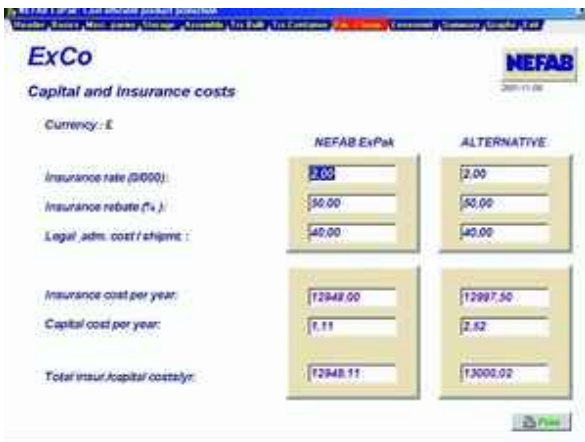 ExCo
NEFAB
Capital and insurance costs
Currency.: £
NEFAB ExPak ALTERNATIVE
Insurance rate (0/000): 2,00 2,00
Insurance rebate (% ): 50,00 50,00
Legal adm. cost / shipmt. : 40,00 40,00
Insurance cost per year: 12948,00 12997,50
Capital cost per year: 1,11 2,52
Total insur./capital costs/yr: 12948,11 13000,02
Print